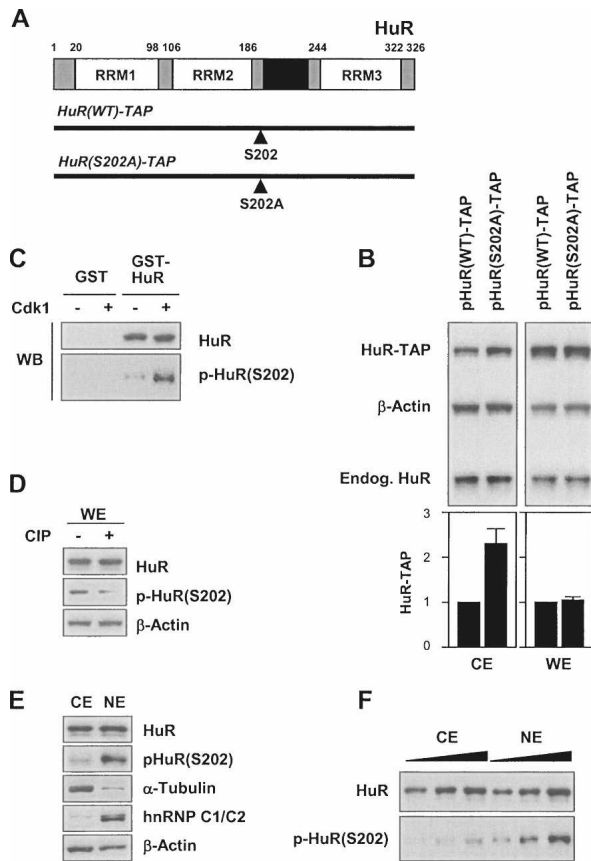 A
HuR
1 20 98 106 186 244 322 326
RRM1 RRM2 RRM3
HuR(WT)-TAP
S202
HuR(S202A)-TAP
S202A
C
GST GST-HuR
Cdk1 - + - +
WB
HuR
p-HuR(S202)
B
pHuR(WT)-TAP
pHuR(S202A)-TAP
pHuR(WT)-TAP
pHuR(S202A)-TAP
HuR-TAP
β-Actin
Endog. HuR
HuR-TAP
3
2
1
0
CE WE
D
WE
CIP - +
HuR
p-HuR(S202)
β-Actin
E
CE NE
HuR
pHuR(S202)
α-Tubulin
hnRNP C1/C2
β-Actin
F
CE NE
HuR
p-HuR(S202)